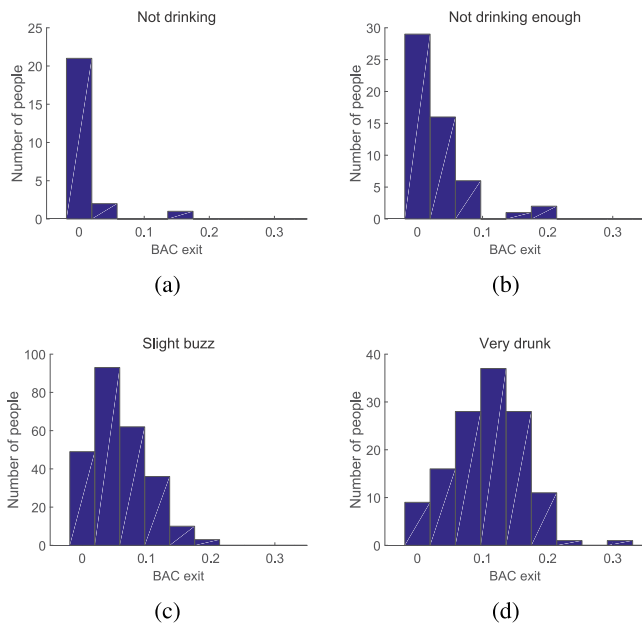 Not drinking
25
20
15
10
5
0
Number of people
0 0.1 0.2 0.3
BAC exit
(a)
Not drinking enough
30
25
20
15
10
5
0
Number of people
0 0.1 0.2 0.3
BAC exit
(b)
Slight buzz
100
80
60
40
20
0
Number of people
0 0.1 0.2 0.3
BAC exit
(c)
Very drunk
40
30
20
10
0
Number of people
0 0.1 0.2 0.3
BAC exit
(d)